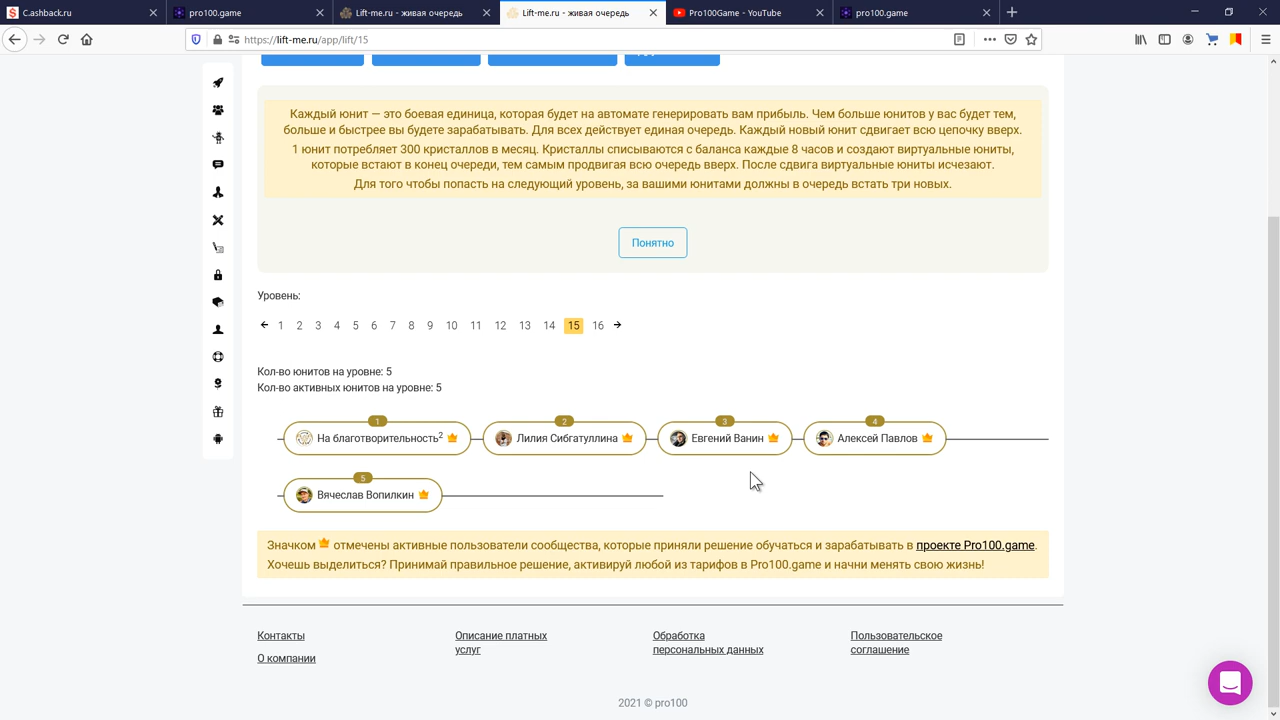 C.ashback.ru
pro100.game
Lift-me.ru - живая очередь
Lift-me.ru - живая очередь
Pro100Game - YouTube
pro100.game
https://lift-me.ru/app/lift/15
Каждый юнит — это боевая единица, которая будет на автомате генерировать вам прибыль. Чем больше юнитов у вас будет тем,
больше и быстрее вы будете зарабатывать. Для всех действует единая очередь. Каждый новый юнит сдвигает всю цепочку вверх.
1 юнит потребляет 300 кристаллов в месяц. Кристаллы списываются с баланса каждые 8 часов и создают виртуальные юниты,
которые встают в конец очереди, тем самым продвигая всю очередь вверх. После сдвига виртуальные юниты исчезают.
Для того чтобы попасть на следующий уровень, за вашими юнитами должны в очередь встать три новых.
Понятно
Уровень:
1 2 3 4 5 6 7 8 9 10 11 12 13 14 15 16
Кол-во юнитов на уровне: 5
Кол-во активных юнитов на уровне: 5
1 2 3 4
На благотворительность2 Лилия Сибгатуллина Евгений Ванин Алексей Павлов
5
Вячеслав Вопилкин
Значком отмечены активные пользователи сообщества, которые приняли решение обучаться и зарабатывать в проекте Pro100.game.
Хочешь выделиться? Принимай правильное решение, активируй любой из тарифов в Pro100.game и начни менять свою жизнь!
Контакты
О компании
Описание платных
услуг
Обработка
персональных данных
Пользовательское
соглашение
2021 © pro100